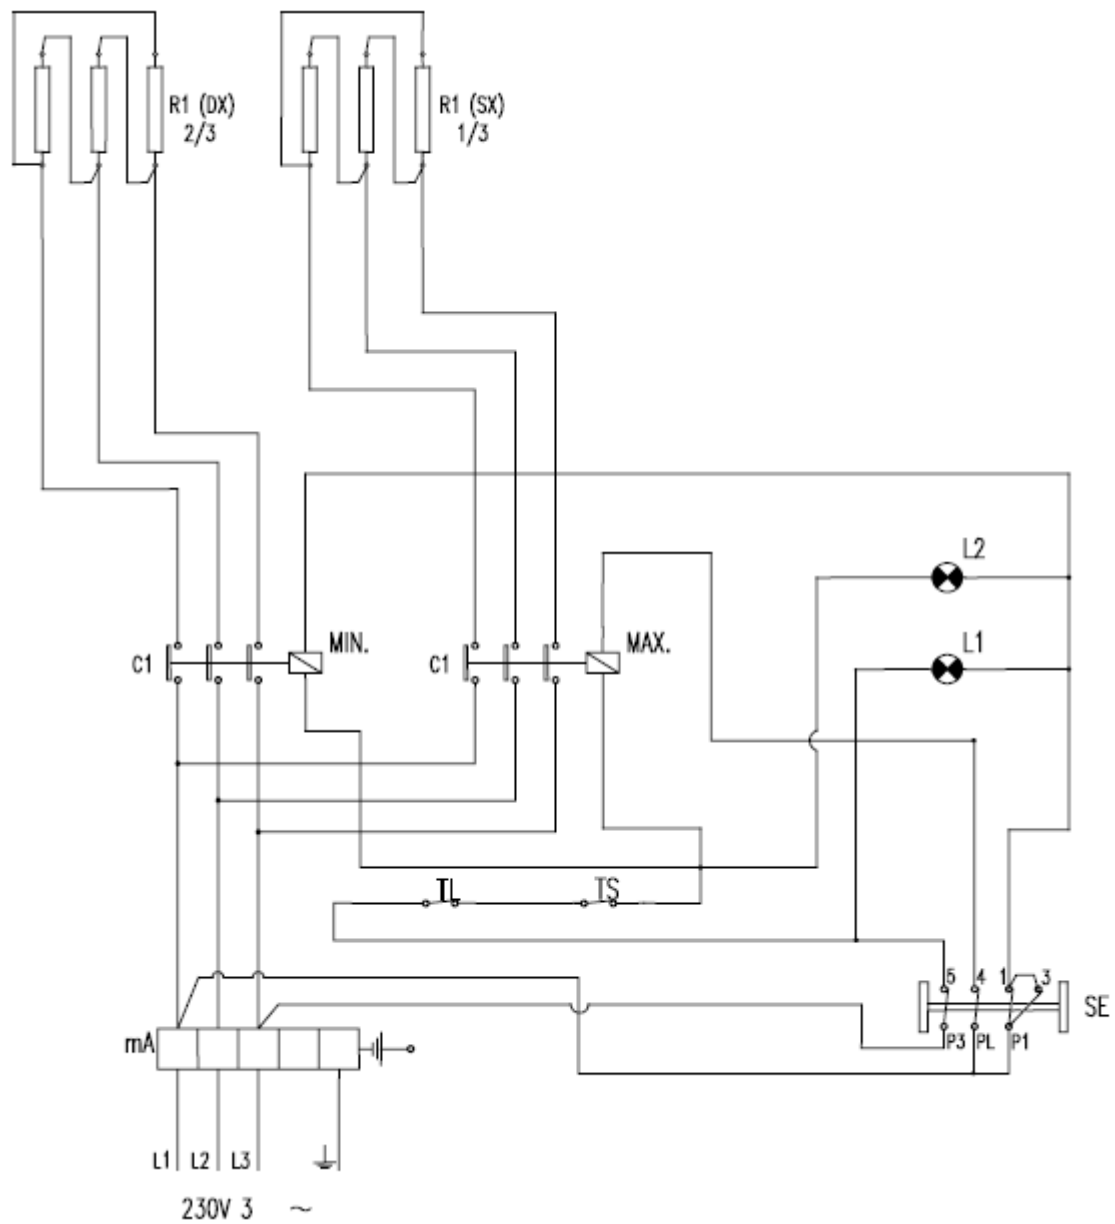 R1 (DX)
2/3
R1 (SX)
1/3
L2
MIN.
MAX.
L1
C1
C1
TL
TS
5
4
1
3
SE
mA
P3
PL
P1
L1
L2
L3
230V 3 ~